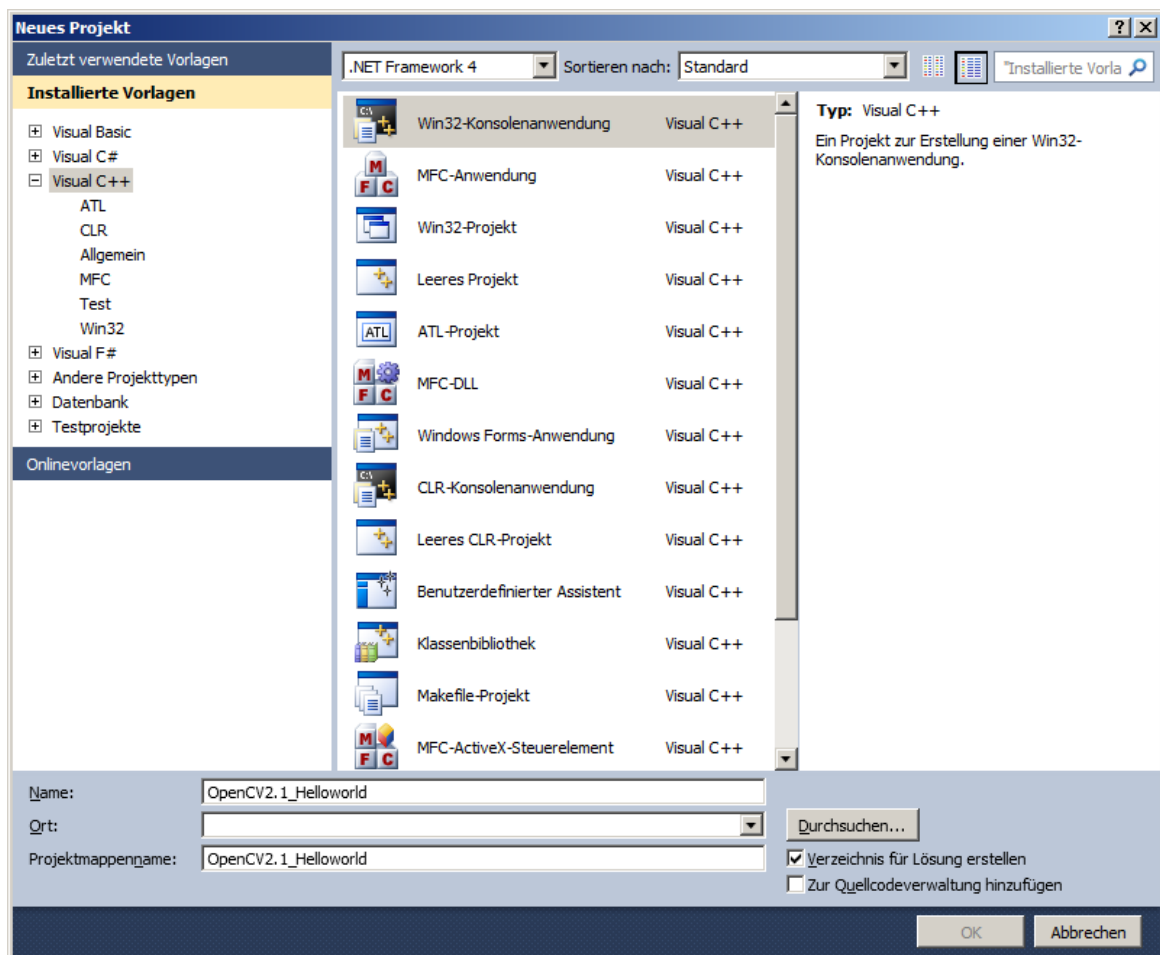 Neues Projekt
Zuletzt verwendete Vorlagen
.NET Framework 4
Sortieren nach:
Standard
"Installierte Vorla
Installierte Vorlagen
Visual Basic
Visual C#
Visual C++
ATL
CLR
Allgemein
MFC
Test
Win32
Visual F#
Andere Projekttypen
Datenbank
Testprojekte
Onlinevorlagen
Win32-Konsolenanwendung Visual C++
MFC-Anwendung Visual C++
Win32-Projekt Visual C++
Leeres Projekt Visual C++
ATL-Projekt Visual C++
MFC-DLL Visual C++
Windows Forms-Anwendung Visual C++
CLR-Konsolenanwendung Visual C++
Leeres CLR-Projekt Visual C++
Benutzerdefinierter Assistent Visual C++
Klassenbibliothek Visual C++
Makefile-Projekt Visual C++
MFC-ActiveX-Steuerelement Visual C++
Typ: Visual C++
Ein Projekt zur Erstellung einer Win32-
Konsolenanwendung.
Name: OpenCV2.1_Helloworld
Ort:
Durchsuchen...
Projektmappenname: OpenCV2.1_Helloworld
Verzeichnis für Lösung erstellen
Zur Quellcodeverwaltung hinzufügen
OK
Abbrechen